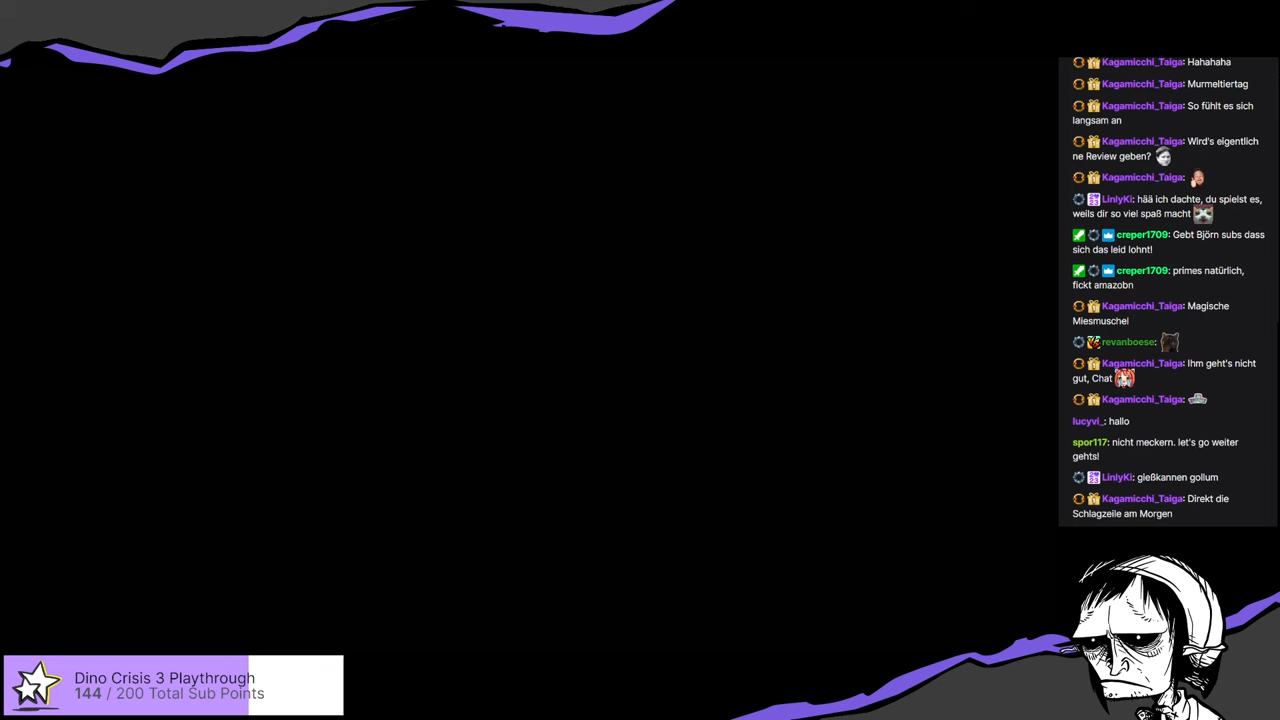 Kagamicchi_Taiga: Hahahaha
Kagamicchi_Taiga: Murmeltiertag
Kagamicchi_Taiga: So fühlt es sich
langsam an
Kagamicchi_Taiga: Wird's eigentlich
ne Review geben?
Kagamicchi_Taiga:
LinlyKi: hää ich dachte, du spielst es,
weils dir so viel spaß macht
creper1709: Gebt Björn subs dass
sich das leid lohnt!
creper1709: primes natürlich,
fickt amazobn
Kagamicchi_Taiga: Magische
Miesmuschel
revanboese:
Kagamicchi_Taiga: Ihm geht's nicht
gut, Chat
Kagamicchi_Taiga:
lucyvi_: hallo
spor117: nicht meckern. let's go weiter
gehts!
LinlyKi: gießkannen gollum
Kagamicchi_Taiga: Direkt die
Schlagzeile am Morgen
Dino Crisis 3 Playthrough
144 / 200 Total Sub Points